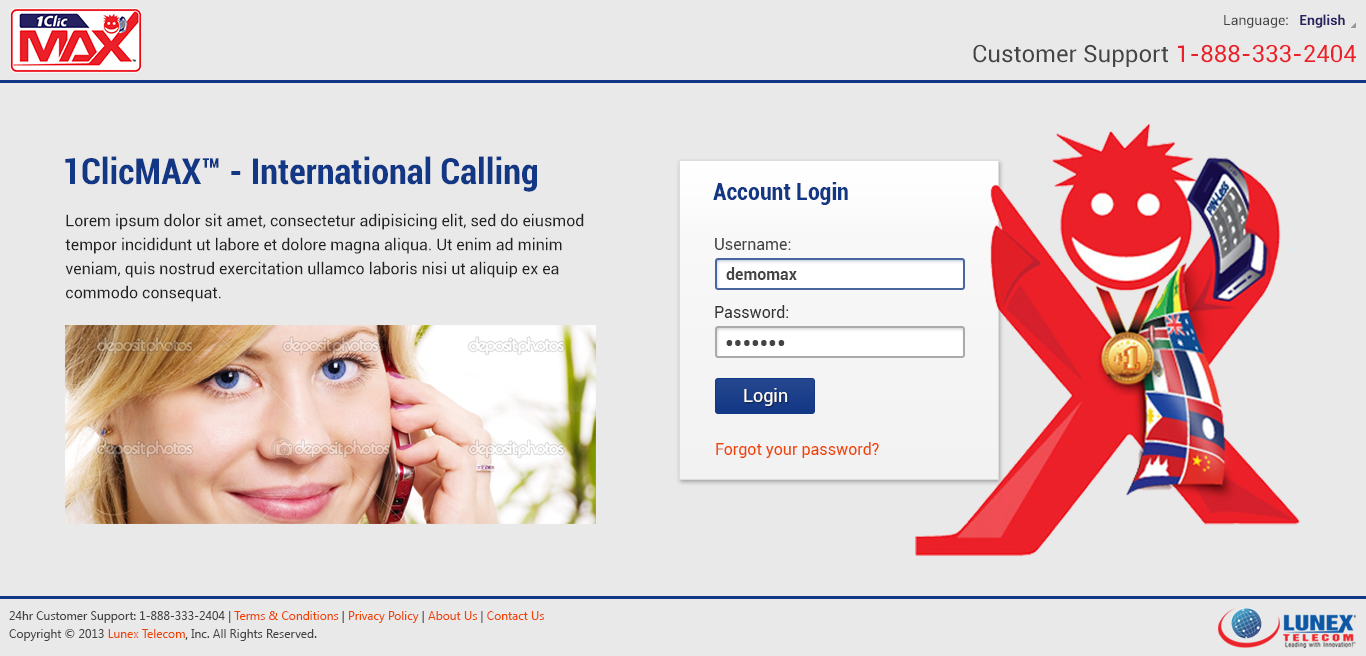 1Clic
MAX™
Language: English
Customer Support 1-888-333-2404
1ClicMAX™ - International Calling
Lorem ipsum dolor sit amet, consectetur adipisicing elit, sed do eiusmod
tempor incididunt ut labore et dolore magna aliqua. Ut enim ad minim
veniam, quis nostrud exercitation ullamco laboris nisi ut aliquip ex ea
commodo consequat.
depositphotos depositphotos depositphotos
depositphotos depositphotos depositphotos
Account Login
Username:
demomax
Password:
•••••••
Login
Forgot your password?
PIN-Less
#1
24hr Customer Support: 1-888-333-2404 | Terms & Conditions | Privacy Policy | About Us | Contact Us
Copyright © 2013 Lunex Telecom, Inc. All Rights Reserved.
LUNEX
TELECOM
Leading with Innovation!™